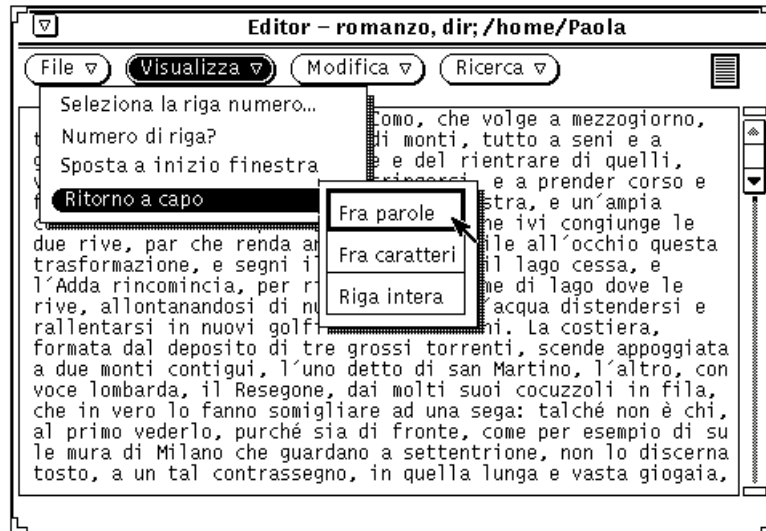 Editor – romanzo, dir; /home/Paola
File Visualizza Modifica Ricerca
Seleziona la riga numero...
Numero di riga?
Sposta a inizio finestra
Ritorno a capo
Fra parole
Fra caratteri
Riga intera
Como, che volge a mezzogiorno,
di monti, tutto a seni e a
e e del rientrare di quelli,
e a prender corso e
stra, e un´ampia
ivi congiunge le
due rive, par che renda all´occhio questa
trasformazione, e segni il lago cessa, e
l´Adda rincomincia, per di lago dove le
rive, allontanandosi di ´acqua distendersi e
rallentarsi in nuovi golfi La costiera,
formata dal deposito di tre grossi torrenti, scende appoggiata
a due monti contigui, l´uno detto di san Martino, l´altro, con
voce lombarda, il Resegone, dai molti suoi cocuzzoli in fila,
che in vero lo fanno somigliare ad una sega: talché non è chi,
al primo vederlo, purché sia di fronte, come per esempio di su
le mura di Milano che guardano a settentrione, non lo discerna
tosto, a un tal contrassegno, in quella lunga e vasta giogaia,